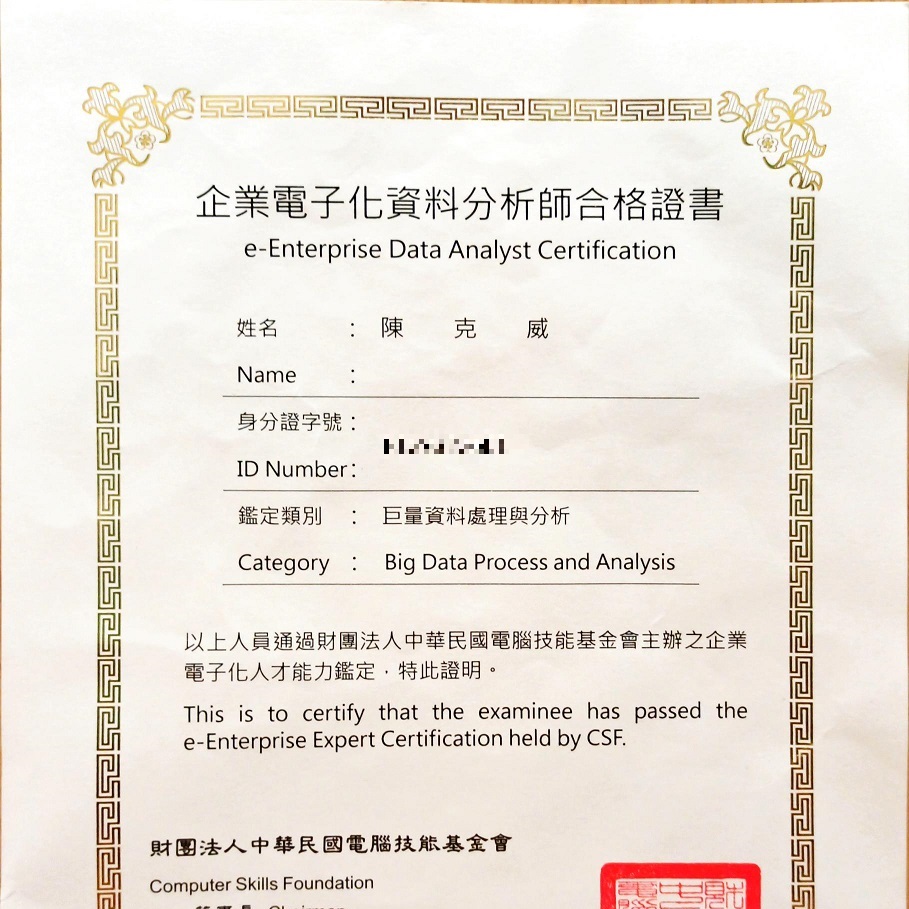 企業電子化資料分析師合格證書
e-Enterprise Data Analyst Certification
姓名 : 陳 克 威
Name :
身分證字號 :
ID Number :
鑑定類別 : 巨量資料處理與分析
Category : Big Data Process and Analysis
以上人員通過財團法人中華民國電腦技能基金會主辦之企業
電子化人才能力鑑定，特此證明。
This is to certify that the examinee has passed the
e-Enterprise Expert Certification held by CSF.
財團法人中華民國電腦技能基金會
Computer Skills Foundation